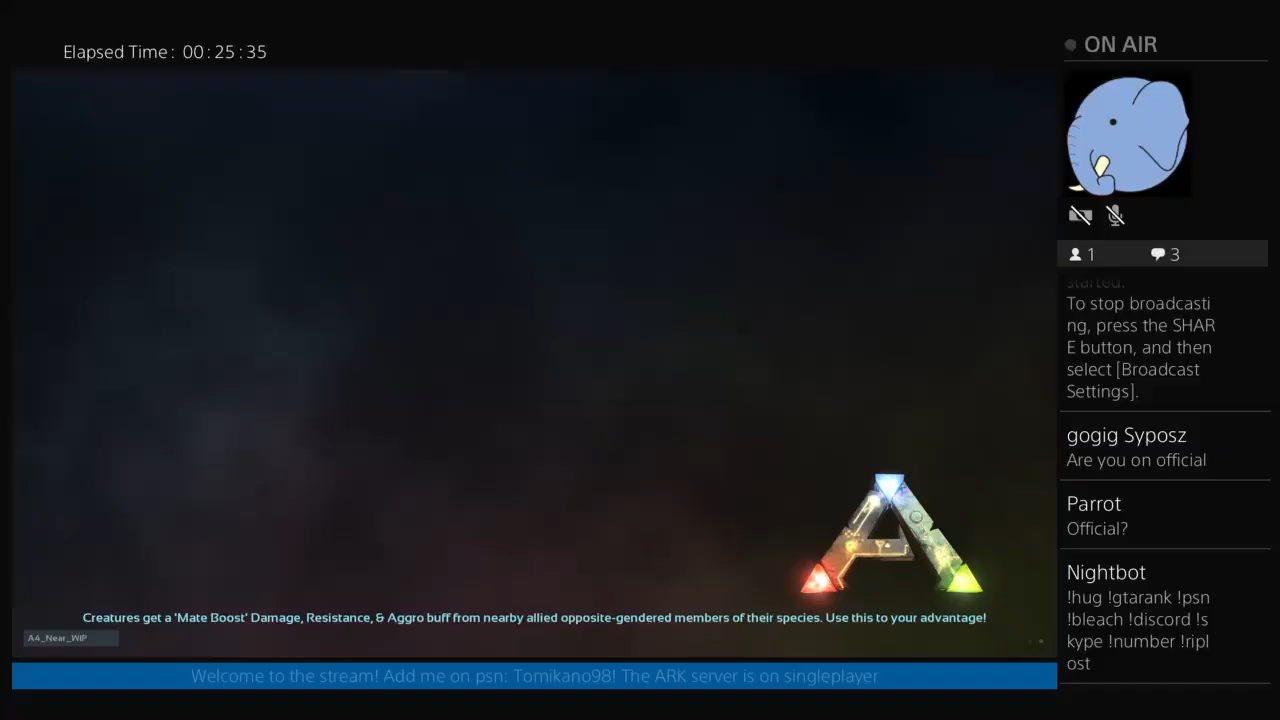 Elapsed Time: 00:25:35
ON AIR
1 3
started.
To stop broadcasti
ng, press the SHAR
E button, and then
select [Broadcast
Settings].
gogig Syposz
Are you on official
Parrot
Official?
Nightbot
!hug !gtarank !psn
!bleach !discord !s
kype !number !ripl
ost
Creatures get a 'Mate Boost' Damage, Resistance, & Aggro buff from nearby allied opposite-gendered members of their species. Use this to your advantage!
A4_Near_WIP
Welcome to the stream! Add me on psn: Tomikano98! The ARK server is on singleplayer